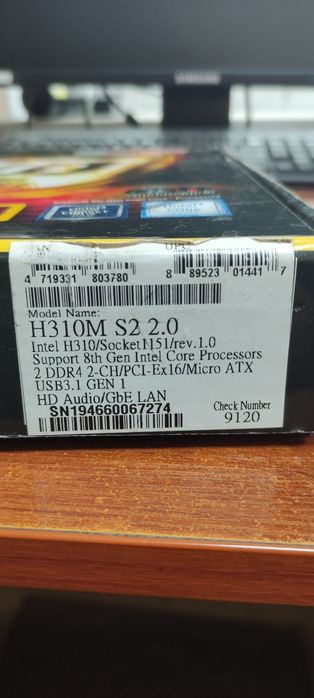 SAMSUNG
UPC
4 719331 803780
8 89523 01441 7
Model Name:
H310M S2 2.0
Intel H310/Socket1151/rev.1.0
Support 8th Gen Intel Core Processors
2 DDR4 2-CH/PCI-Ex16/Micro ATX
USB3.1 GEN 1
HD Audio/GbE LAN
SN194660067274
Check Number
9120